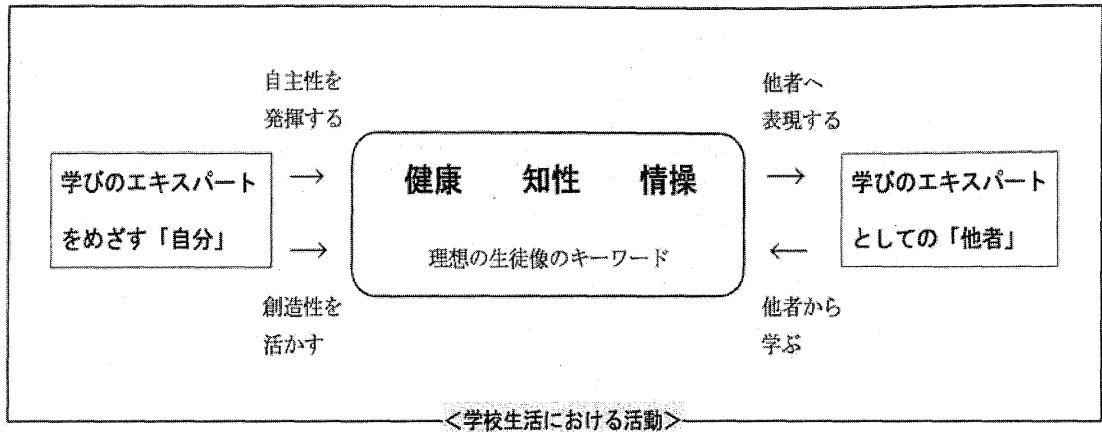 自主性を
発揮する
他者へ
表現する
学びのエキスパート
をめざす「自分」
→
→
健康 知性 情操
理想の生徒像のキーワード
→
←
学びのエキスパート
としての「他者」
創造性を
活かす
他者から
学ぶ
＜学校生活における活動＞